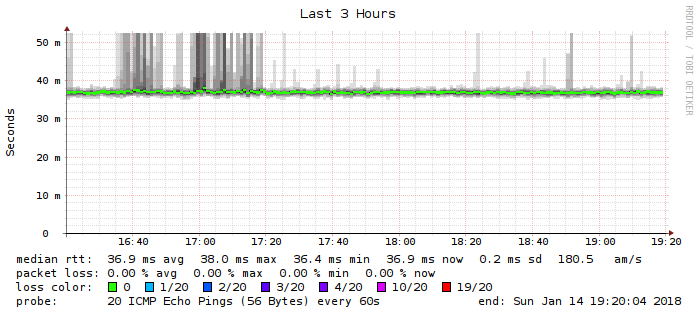 Last 3 Hours
RRDTOOL / TOBI OETIKER
Seconds
50 m
40 m
30 m
20 m
10 m
0
16:40 17:00 17:20 17:40 18:00 18:20 18:40 19:00 19:20
median rtt: 36.9 ms avg 38.0 ms max 36.4 ms min 36.9 ms now 0.2 ms sd 180.5 am/s
packet loss: 0.00 % avg 0.00 % max 0.00 % min 0.00 % now
loss color: 0 1/20 2/20 3/20 4/20 10/20 19/20
probe: 20 ICMP Echo Pings (56 Bytes) every 60s end: Sun Jan 14 19:20:04 2018